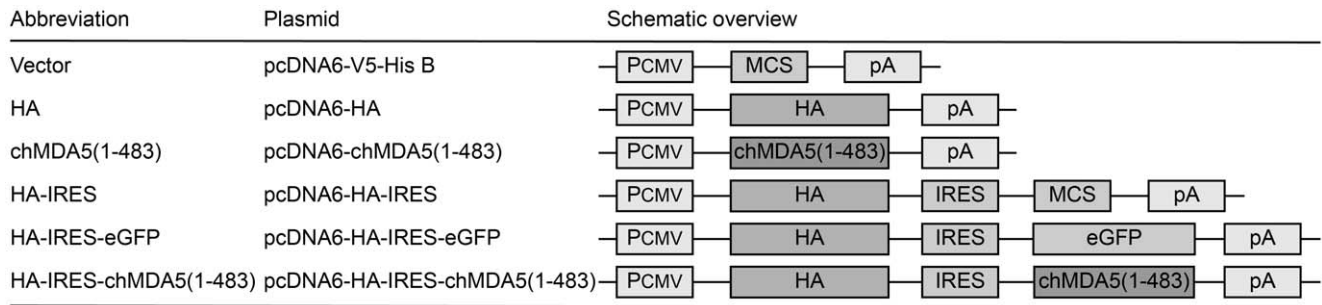 Abbreviation Plasmid Schematic overview
Vector pcDNA6-V5-His B PCMV MCS pA
HA pcDNA6-HA PCMV HA pA
chMDA5(1-483) pcDNA6-chMDA5(1-483) PCMV chMDA5(1-483) pA
HA-IRES pcDNA6-HA-IRES PCMV HA IRES MCS pA
HA-IRES-eGFP pcDNA6-HA-IRES-eGFP PCMV HA IRES eGFP pA
HA-IRES-chMDA5(1-483) pcDNA6-HA-IRES-chMDA5(1-483) PCMV HA IRES chMDA5(1-483) pA